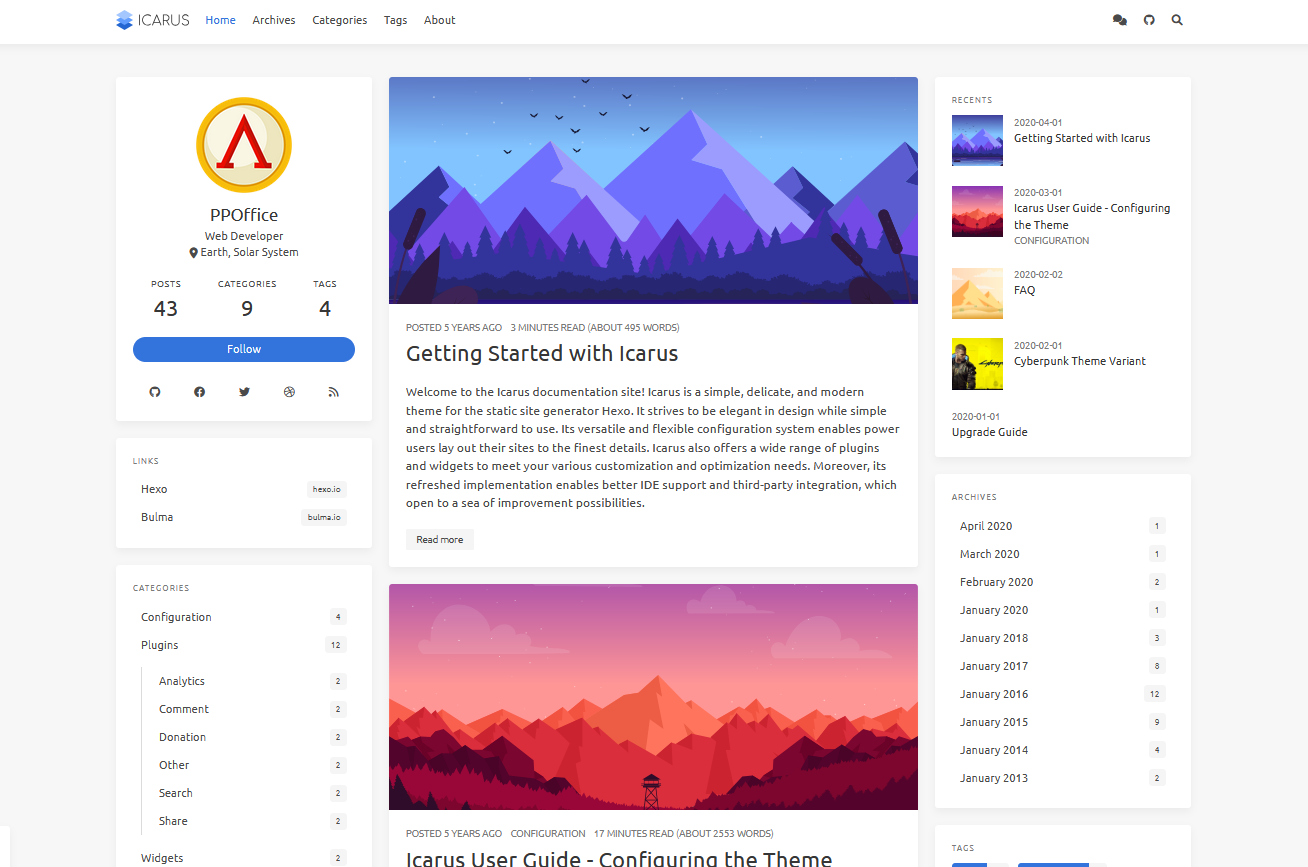 ICARUS
Home
Archives
Categories
Tags
About
PPOffice
Web Developer
Earth, Solar System
POSTS
43
CATEGORIES
9
TAGS
4
Follow
LINKS
Hexo
hexo.io
Bulma
bulma.io
CATEGORIES
Configuration
4
Plugins
12
Analytics
2
Comment
2
Donation
2
Other
2
Search
2
Share
2
Widgets
2
POSTED 5 YEARS AGO 3 MINUTES READ (ABOUT 495 WORDS)
Getting Started with Icarus
Welcome to the Icarus documentation site! Icarus is a simple, delicate, and modern
theme for the static site generator Hexo. It strives to be elegant in design while simple
and straightforward to use. Its versatile and flexible configuration system enables power
users lay out their sites to the finest details. Icarus also offers a wide range of plugins
and widgets to meet your various customization and optimization needs. Moreover, its
refreshed implementation enables better IDE support and third-party integration, which
open to a sea of improvement possibilities.
Read more
POSTED 5 YEARS AGO CONFIGURATION 17 MINUTES READ (ABOUT 2553 WORDS)
Icarus User Guide - Configuring the Theme
RECENTS
2020-04-01
Getting Started with Icarus
2020-03-01
Icarus User Guide - Configuring
the Theme
CONFIGURATION
2020-02-02
FAQ
2020-02-01
Cyberpunk Theme Variant
2020-01-01
Upgrade Guide
ARCHIVES
April 2020
1
March 2020
1
February 2020
2
January 2020
1
January 2018
3
January 2017
8
January 2016
12
January 2015
9
January 2014
4
January 2013
2
TAGS